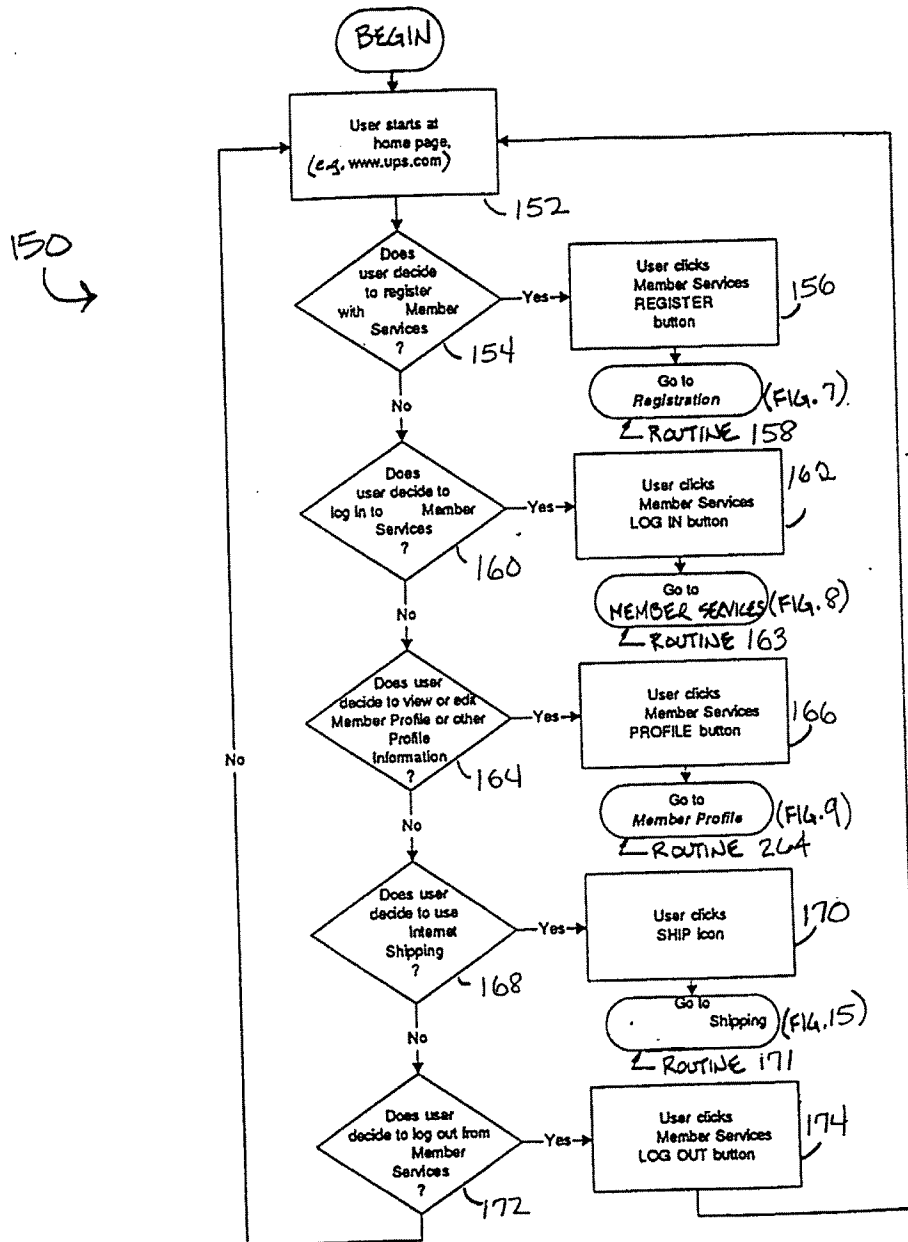 BEGIN
User starts at
home page,
(e.g. www.ups.com)
152
150
Does
user decide
to register
with Member
Services
?
154
Yes
User clicks
Member Services
REGISTER
button
156
Go to
Registration
(FIG. 7)
ROUTINE 158
No
Does
user decide to
log in to Member
Services
?
160
Yes
User clicks
Member Services
LOG IN button
162
Go to
MEMBER SERVICES
(FIG. 8)
ROUTINE 163
No
Does user
decide to view or edit
Member Profile or other
Profile
Information
?
164
Yes
User clicks
Member Services
PROFILE button
166
Go to
Member Profile
(FIG. 9)
ROUTINE 264
No
No
Does user
decide to use
Internet
Shipping
?
168
Yes
User clicks
SHIP icon
170
Go to
Shipping
(FIG. 15)
ROUTINE 171
No
Does user
decide to log out from
Member
Services
?
172
Yes
User clicks
Member Services
LOG OUT button
174